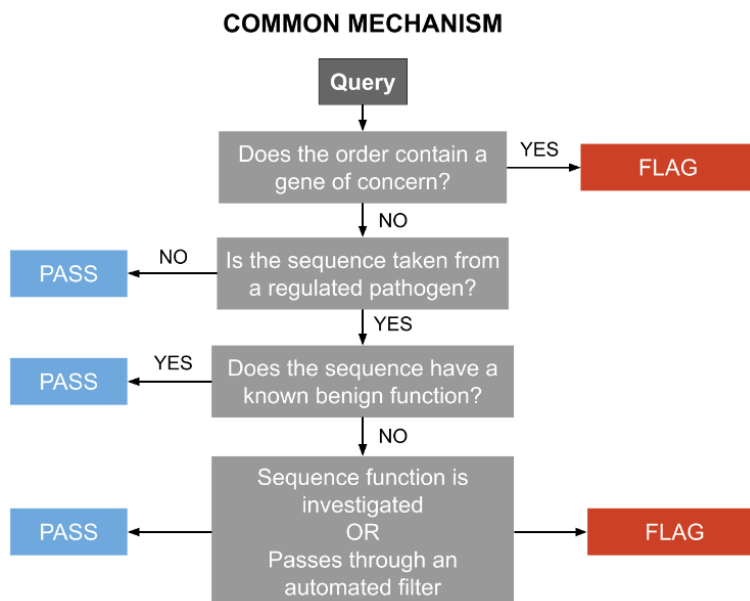 COMMON MECHANISM
Query
Does the order contain a
gene of concern?
YES
FLAG
NO
PASS
NO
Is the sequence taken from
a regulated pathogen?
YES
PASS
YES
Does the sequence have a
known benign function?
NO
PASS
Sequence function is
investigated
OR
Passes through an
automated filter
FLAG